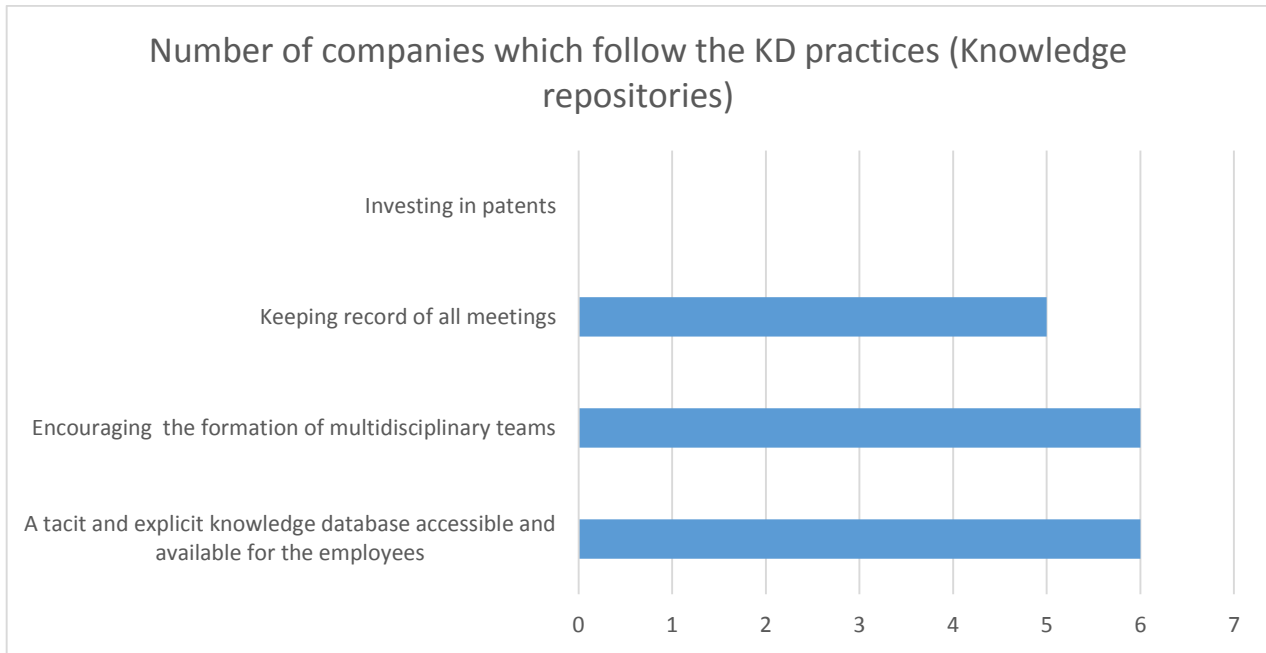 Number of companies which follow the KD practices (Knowledge
repositories)
Investing in patents
Keeping record of all meetings
Encouraging  the formation of multidisciplinary teams
A tacit and explicit knowledge database accessible and
available for the employees
0 1 2 3 4 5 6 7